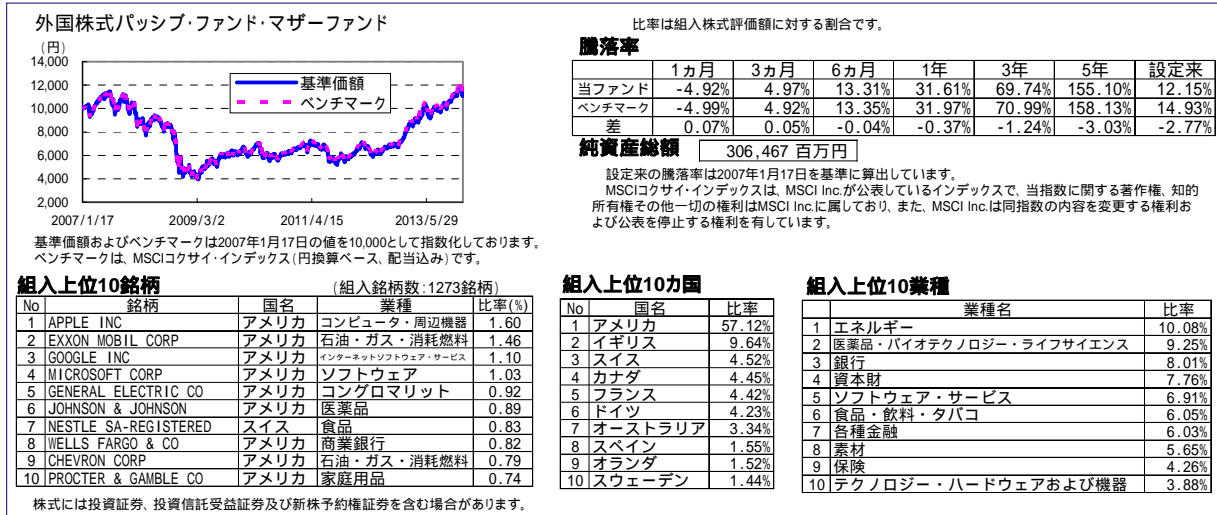 外国株式パッシブ・ファンド・マザーファンド
(円)
14,000
12,000
10,000
8,000
6,000
4,000
2,000
基準価額
ベンチマーク
2007/1/17 2009/3/2 2011/4/15 2013/5/29
基準価額およびベンチマークは2007年1月17日の値を10,000として指数化しております。
ベンチマークは、MSCIコクサイ・インデックス(円換算ベース、配当込み)です。
比率は組入株式評価額に対する割合です。
騰落率
1ヵ月 3ヵ月 6ヵ月 1年 3年 5年 設定来
当ファンド -4.92% 4.97% 13.31% 31.61% 69.74% 155.10% 12.15%
ベンチマーク -4.99% 4.92% 13.35% 31.97% 70.99% 158.13% 14.93%
差 0.07% 0.05% -0.04% -0.37% -1.24% -3.03% -2.77%
純資産総額 306,467 百万円
設定来の騰落率は2007年1月17日を基準に算出しています。
MSCIコクサイ・インデックスは、MSCI Inc.が公表しているインデックスで、当指数に関する著作権、知的
所有権その他一切の権利はMSCI Inc.に属しており、また、MSCI Inc.は同指数の内容を変更する権利お
よび公表を停止する権利を有しています。
組入上位10銘柄 (組入銘柄数:1273銘柄)
No 銘柄 国名 業種 比率(%)
1 APPLE INC アメリカ コンピュータ・周辺機器 1.60
2 EXXON MOBIL CORP アメリカ 石油・ガス・消耗燃料 1.46
3 GOOGLE INC アメリカ インターネットソフトウェア・サービス 1.10
4 MICROSOFT CORP アメリカ ソフトウェア 1.03
5 GENERAL ELECTRIC CO アメリカ コングロマリット 0.92
6 JOHNSON & JOHNSON アメリカ 医薬品 0.89
7 NESTLE SA-REGISTERED スイス 食品 0.83
8 WELLS FARGO & CO アメリカ 商業銀行 0.82
9 CHEVRON CORP アメリカ 石油・ガス・消耗燃料 0.79
10 PROCTER & GAMBLE CO アメリカ 家庭用品 0.74
株式には投資証券、投資信託受益証券及び新株予約権証券を含む場合があります。
組入上位10カ国
No 国名 比率
1 アメリカ 57.12%
2 イギリス 9.64%
3 スイス 4.52%
4 カナダ 4.45%
5 フランス 4.42%
6 ドイツ 4.23%
7 オーストラリア 3.34%
8 スペイン 1.55%
9 オランダ 1.52%
10 スウェーデン 1.44%
組入上位10業種
業種名 比率
1 エネルギー 10.08%
2 医薬品・バイオテクノロジー・ライフサイエンス 9.25%
3 銀行 8.01%
4 資本財 7.76%
5 ソフトウェア・サービス 6.91%
6 食品・飲料・タバコ 6.05%
7 各種金融 6.03%
8 素材 5.65%
9 保険 4.26%
10 テクノロジー・ハードウェアおよび機器 3.88%